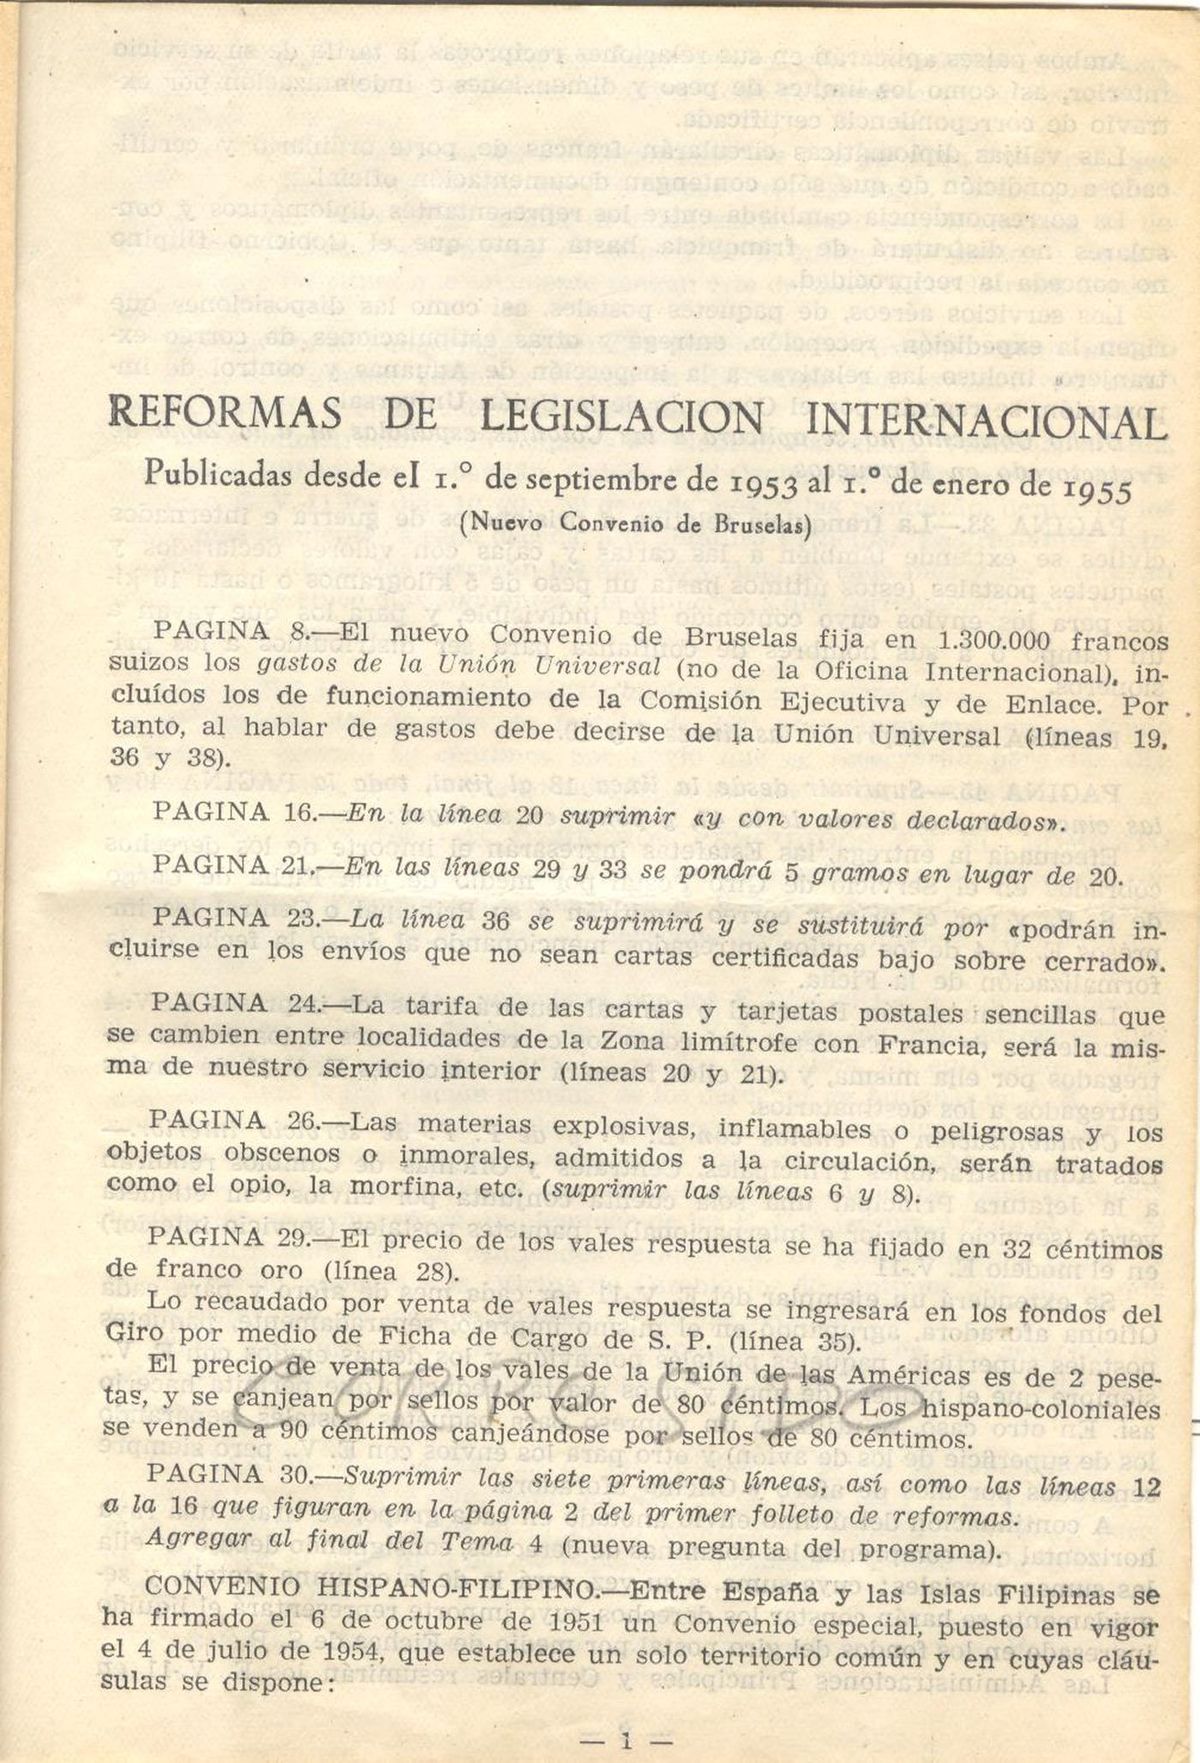 REFORMAS DE LEGISLACION INTERNACIONAL
Publicadas desde el 1.º de septiembre de 1953 al 1.º de enero de 1955
(Nuevo Convenio de Bruselas)
PAGINA 8.—El nuevo Convenio de Bruselas fija en 1.300.000 francos
suizos los gastos de la Unión Universal (no de la Oficina Internacional), in-
cluídos los de funcionamiento de la Comisión Ejecutiva y de Enlace. Por
tanto, al hablar de gastos debe decirse de la Unión Universal (líneas 19,
36 y 38).
PAGINA 16.—En la línea 20 suprimir «y con valores declarados».
PAGINA 21.—En las líneas 29 y 33 se pondrá 5 gramos en lugar de 20.
PAGINA 23.—La línea 36 se suprimirá y se sustituirá por «podrán in-
cluirse en los envíos que no sean cartas certificadas bajo sobre cerrado».
PAGINA 24.—La tarifa de las cartas y tarjetas postales sencillas que
se cambien entre localidades de la Zona limítrofe con Francia, será la mis-
ma de nuestro servicio interior (líneas 20 y 21).
PAGINA 26.—Las materias explosivas, inflamables o peligrosas y los
objetos obscenos o inmorales, admitidos a la circulación, serán tratados
como el opio, la morfina, etc. (suprimir las líneas 6 y 8).
PAGINA 29.—El precio de los vales respuesta se ha fijado en 32 céntimos
de franco oro (línea 28).
Lo recaudado por venta de vales respuesta se ingresará en los fondos del
Giro por medio de Ficha de Cargo de S. P. (línea 35).
El precio de venta de los vales de la Unión de las Américas es de 2 pese-
tas, y se canjean por sellos por valor de 80 céntimos. Los hispano-coloniales
se venden a 90 céntimos canjeándose por sellos de 80 céntimos.
PAGINA 30.—Suprimir las siete primeras líneas, así como las líneas 12
a la 16 que figuran en la página 2 del primer folleto de reformas.
Agregar al final del Tema 4 (nueva pregunta del programa).
CONVENIO HISPANO-FILIPINO.—Entre España y las Islas Filipinas se
ha firmado el 6 de octubre de 1951 un Convenio especial, puesto en vigor
el 4 de julio de 1954, que establece un solo territorio común y en cuyas cláu-
sulas se dispone:
— 1 —